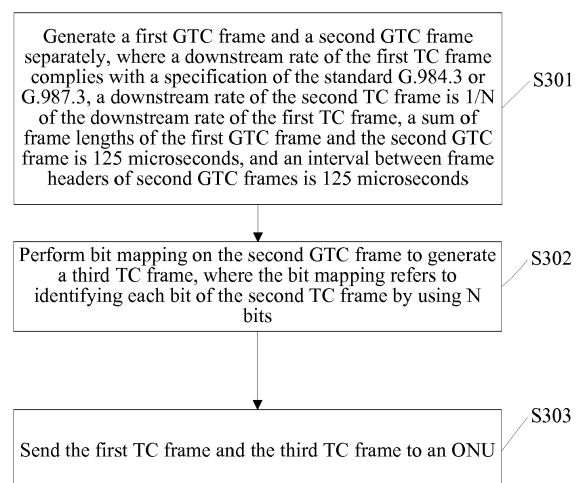 Generate a first GTC frame and a second GTC frame
separately, where a downstream rate of the first TC frame
complies with a specification of the standard G.984.3 or
G.987.3, a downstream rate of the second TC frame is 1/N
of the downstream rate of the first TC frame, a sum of
frame lengths of the first GTC frame and the second GTC
frame is 125 microseconds, and an interval between frame
headers of second GTC frames is 125 microseconds
S301
Perform bit mapping on the second GTC frame to generate
a third TC frame, where the bit mapping refers to
identifying each bit of the second TC frame by using N
bits
S302
Send the first TC frame and the third TC frame to an ONU
S303